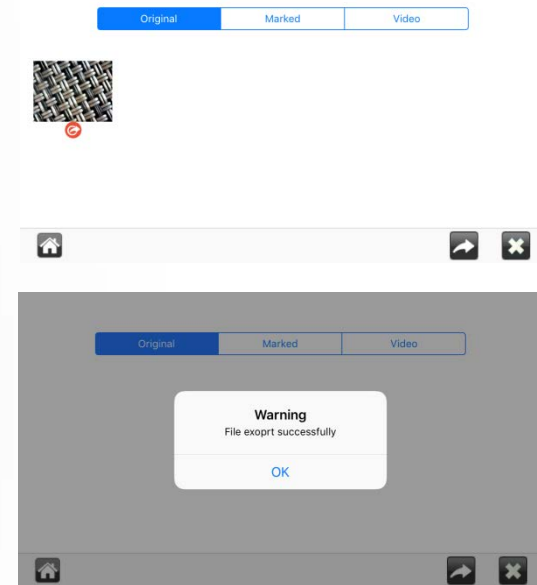 Original Marked Video
Original Marked Video
Warning
File exoprt successfully
OK